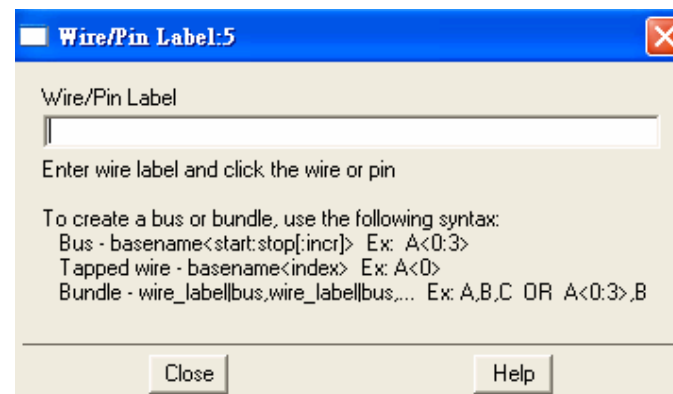 Wire/Pin Label:5
Wire/Pin Label
Enter wire label and click the wire or pin
To create a bus or bundle, use the following syntax:
Bus - basename<start:stop[:incr]> Ex: A<0:3>
Tapped wire - basename<index> Ex: A<0>
Bundle - wire_label|bus,wire_label|bus,... Ex: A,B,C OR A<0:3>,B
Close Help